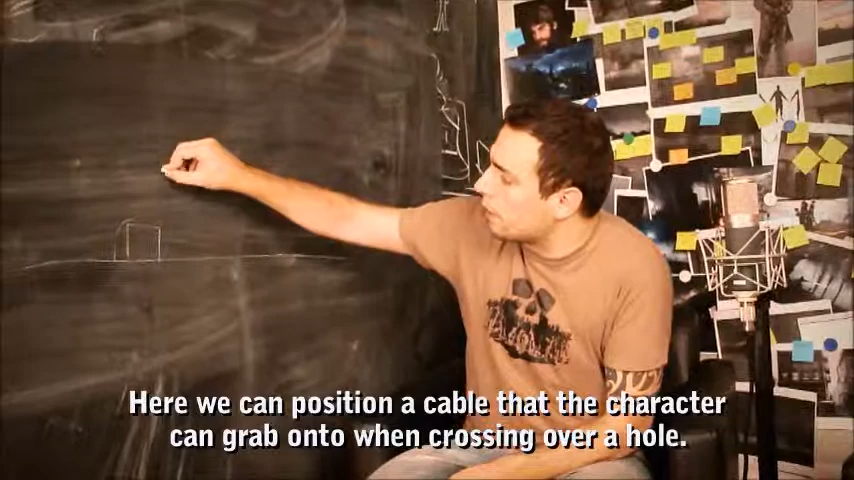 Here we can position a cable that the character
can grab onto when crossing over a hole.